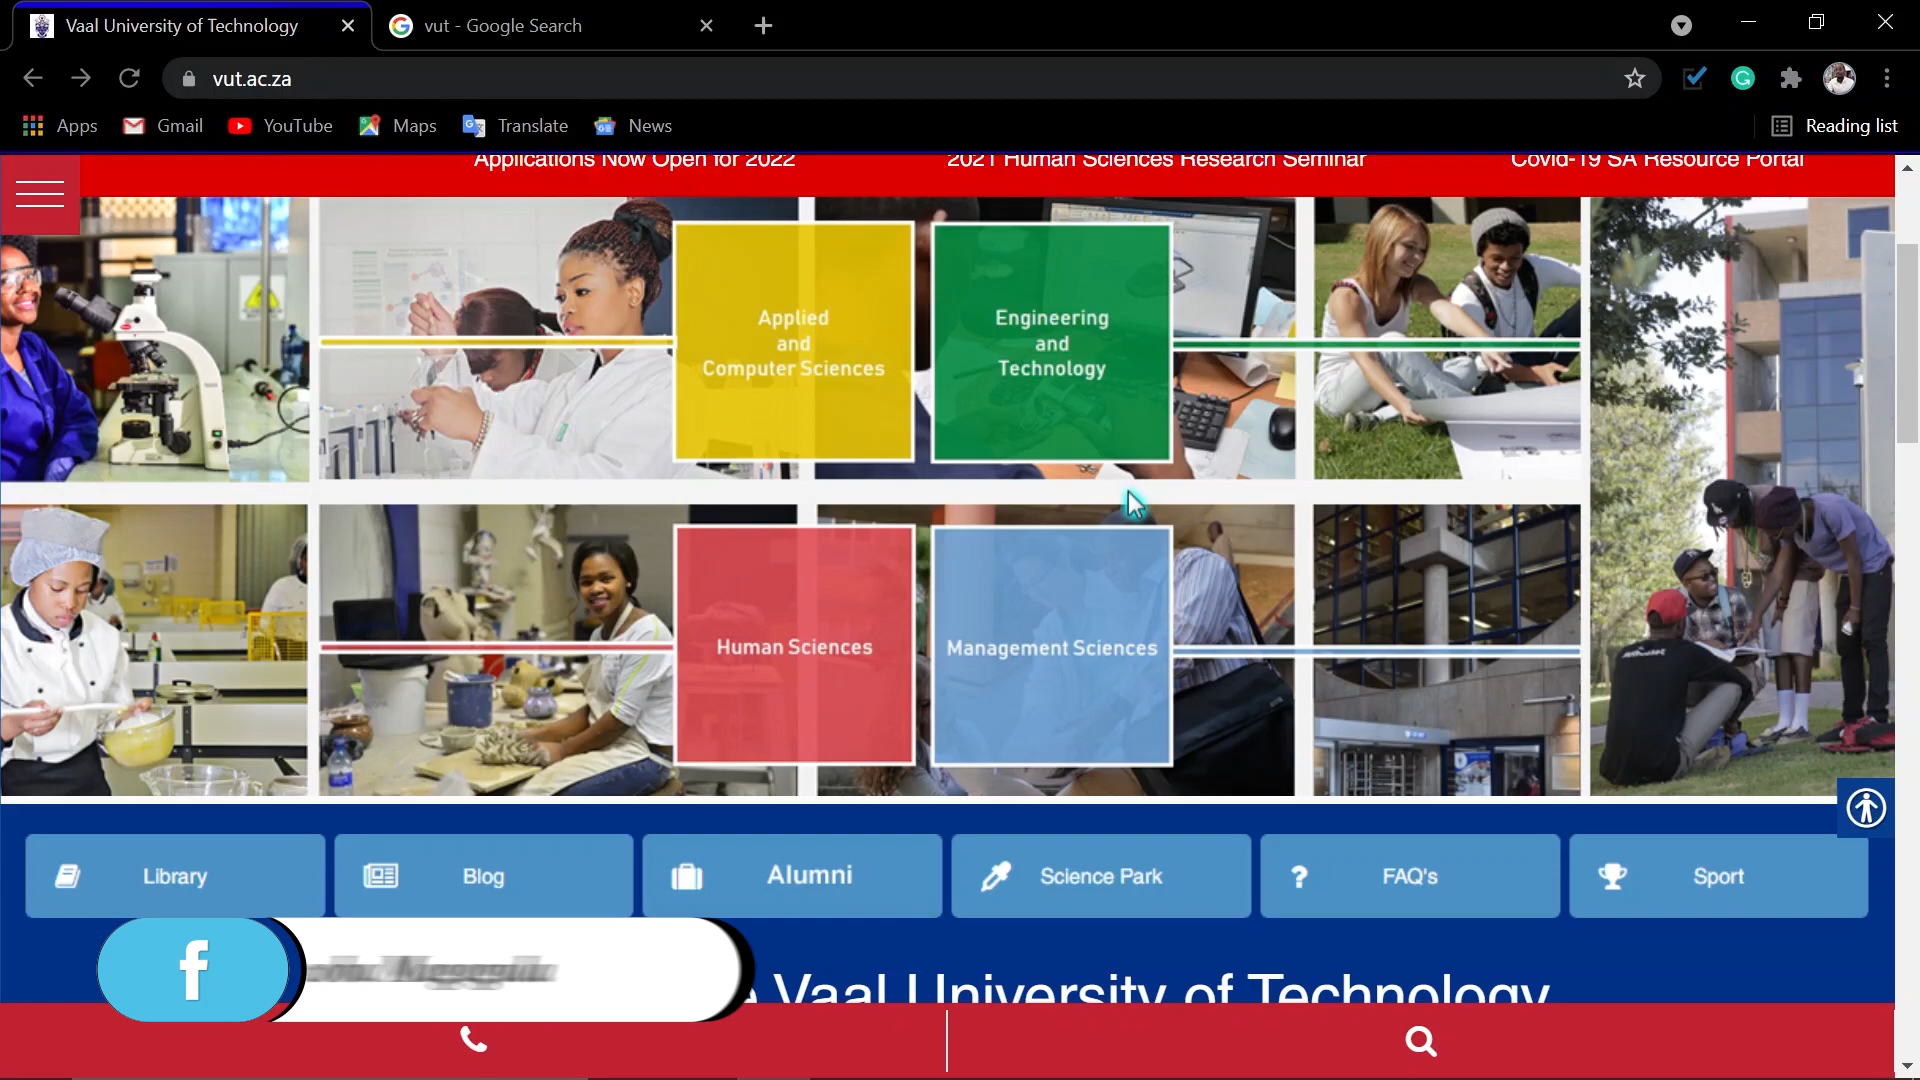 Vaal University of Technology
vut - Google Search
vut.ac.za
Apps
Gmail
YouTube
Maps
Translate
News
Reading list
Applications Now Open for 2022
2021 Human Sciences Research Seminar
Covid-19 SA Resource Portal
Applied
and
Computer Sciences
Engineering
and
Technology
Human Sciences
Management Sciences
Library
Blog
Alumni
Science Park
? FAQ's
Sport
f
Vaal University of Technology